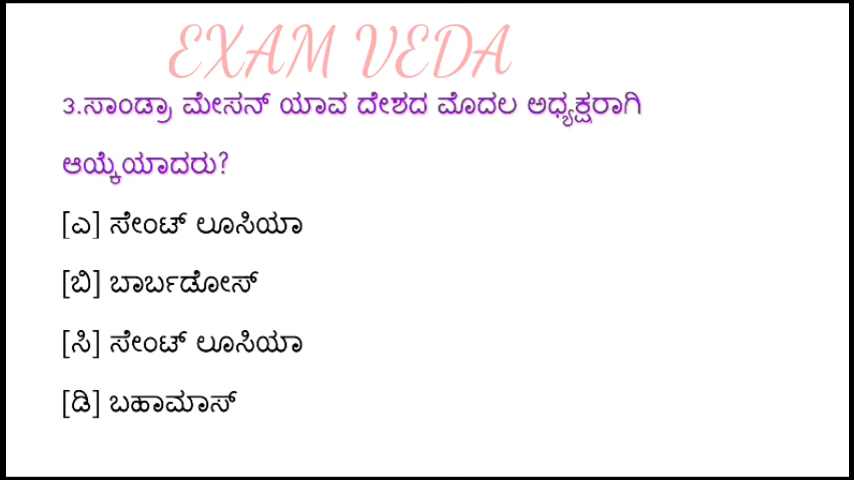 EXAM VEDA
3.ಸಾಂಡ್ರಾ ಮೇಸನ್ ಯಾವ ದೇಶದ ಮೊದಲ ಅಧ್ಯಕ್ಷರಾಗಿ
ಆಯ್ಕೆಯಾದರು?
[ಎ] ಸೇಂಟ್ ಲೂಸಿಯಾ
[ಬಿ] ಬಾರ್ಬಡೋಸ್
[ಸಿ] ಸೇಂಟ್ ಲೂಸಿಯಾ
[ಡಿ] ಬಹಾಮಾಸ್